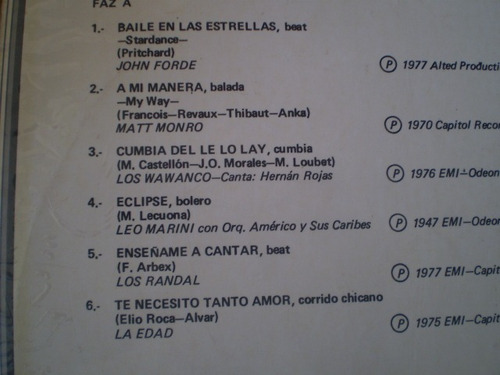 FAZ A
1.- BAILE EN LAS ESTRELLAS, beat
—Stardance—
(Pritchard)
JOHN FORDE Ⓟ 1977 Alted Producti
2.- A MI MANERA, balada
—My Way—
(Francois—Revaux—Thibaut—Anka)
MATT MONRO Ⓟ 1970 Capitol Reco
3.- CUMBIA DEL LE LO LAY, cumbia
(M. Castellón—J.O. Morales—M. Loubet)
LOS WAWANCO—Canta: Hernán Rojas Ⓟ 1976 EMI—Odeon
4.- ECLIPSE, bolero
(M. Lecuona)
LEO MARINI con Orq. Américo y Sus Caribes Ⓟ 1947 EMI—Odeon
5.- ENSEÑAME A CANTAR, beat
(F. Arbex)
LOS RANDAL Ⓟ 1977 EMI—Capit
6.- TE NECESITO TANTO AMOR, corrido chicano
(Elio Roca—Alvar)
LA EDAD Ⓟ 1975 EMI—Capit